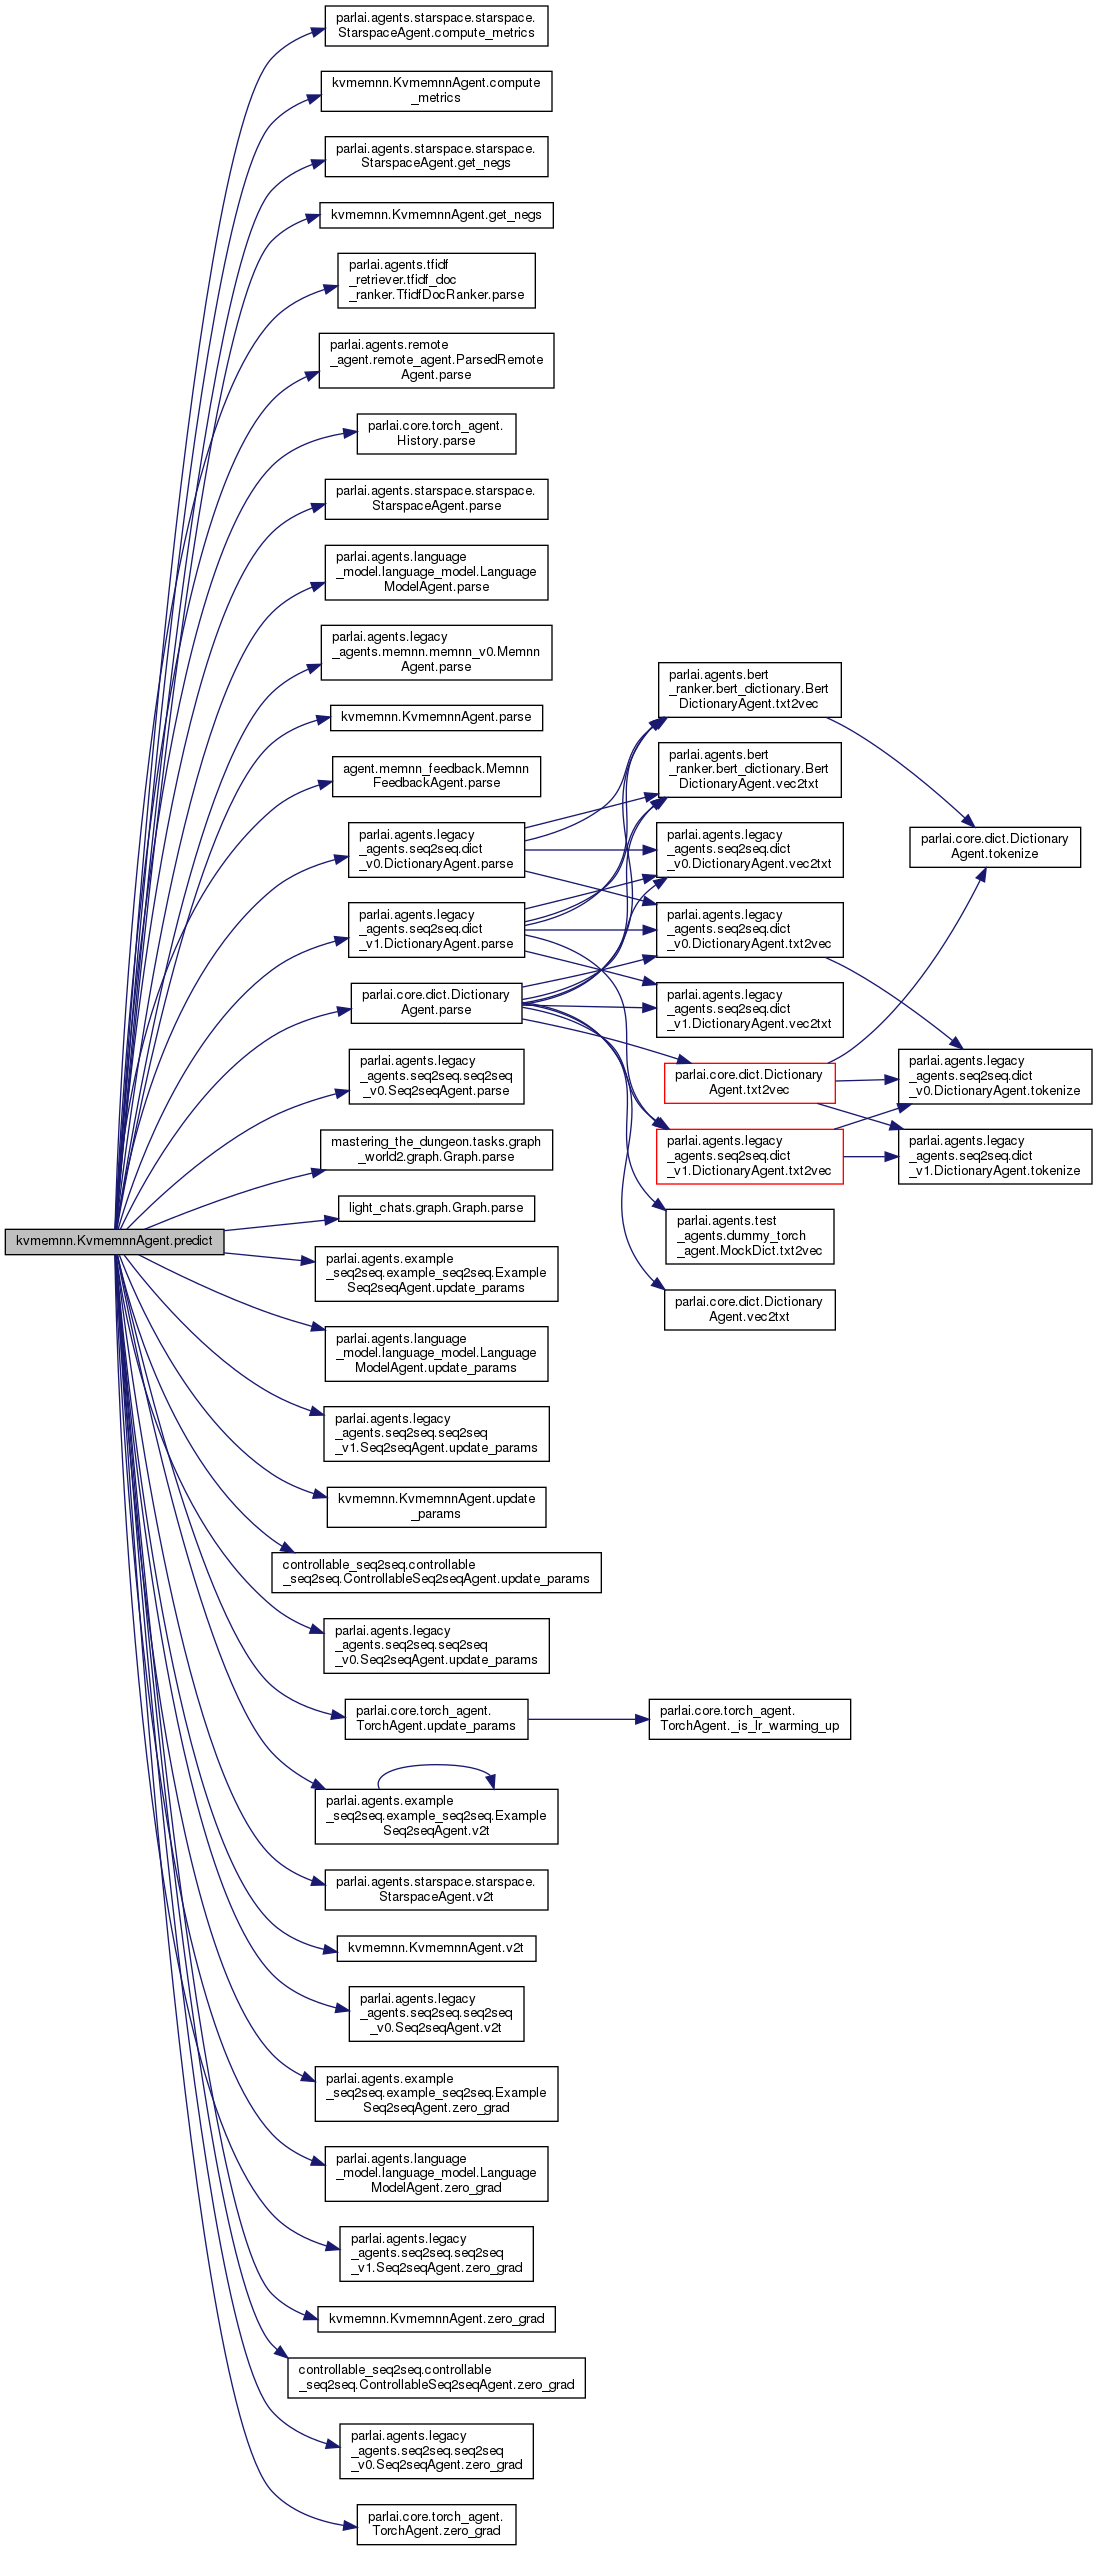 parlai.agents.starspace.starspace.
StarspaceAgent.compute_metrics
kvmemnn.KvmemnnAgent.compute
_metrics
parlai.agents.starspace.starspace.
StarspaceAgent.get_negs
kvmemnn.KvmemnnAgent.get_negs
parlai.agents.tfidf
_retriever.tfidf_doc
_ranker.TfidfDocRanker.parse
parlai.agents.remote
_agent.remote_agent.ParsedRemote
Agent.parse
parlai.core.torch_agent.
History.parse
parlai.agents.starspace.starspace.
StarspaceAgent.parse
parlai.agents.language
_model.language_model.Language
ModelAgent.parse
parlai.agents.legacy
_agents.memnn.memnn_v0.Memnn
Agent.parse
kvmemnn.KvmemnnAgent.parse
agent.memnn_feedback.Memnn
FeedbackAgent.parse
parlai.agents.legacy
_agents.seq2seq.dict
_v0.DictionaryAgent.parse
parlai.agents.legacy
_agents.seq2seq.dict
_v1.DictionaryAgent.parse
parlai.core.dict.Dictionary
Agent.parse
parlai.agents.legacy
_agents.seq2seq.seq2seq
_v0.Seq2seqAgent.parse
mastering_the_dungeon.tasks.graph
_world2.graph.Graph.parse
light_chats.graph.Graph.parse
kvmemnn.KvmemnnAgent.predict
parlai.agents.example
_seq2seq.example_seq2seq.Example
Seq2seqAgent.update_params
parlai.agents.language
_model.language_model.Language
ModelAgent.update_params
parlai.agents.legacy
_agents.seq2seq.seq2seq
_v1.Seq2seqAgent.update_params
kvmemnn.KvmemnnAgent.update
_params
controllable_seq2seq.controllable
_seq2seq.ControllableSeq2seqAgent.update_params
parlai.agents.legacy
_agents.seq2seq.seq2seq
_v0.Seq2seqAgent.update_params
parlai.core.torch_agent.
TorchAgent.update_params
parlai.core.torch_agent.
TorchAgent._is_lr_warming_up
parlai.agents.example
_seq2seq.example_seq2seq.Example
Seq2seqAgent.v2t
parlai.agents.starspace.starspace.
StarspaceAgent.v2t
kvmemnn.KvmemnnAgent.v2t
parlai.agents.legacy
_agents.seq2seq.seq2seq
_v0.Seq2seqAgent.v2t
parlai.agents.example
_seq2seq.example_seq2seq.Example
Seq2seqAgent.zero_grad
parlai.agents.language
_model.language_model.Language
ModelAgent.zero_grad
parlai.agents.legacy
_agents.seq2seq.seq2seq
_v1.Seq2seqAgent.zero_grad
kvmemnn.KvmemnnAgent.zero_grad
controllable_seq2seq.controllable
_seq2seq.ControllableSeq2seqAgent.zero_grad
parlai.agents.legacy
_agents.seq2seq.seq2seq
_v0.Seq2seqAgent.zero_grad
parlai.core.torch_agent.
TorchAgent.zero_grad
parlai.agents.bert
_ranker.bert_dictionary.Bert
DictionaryAgent.txt2vec
parlai.agents.bert
_ranker.bert_dictionary.Bert
DictionaryAgent.vec2txt
parlai.agents.legacy
_agents.seq2seq.dict
_v0.DictionaryAgent.vec2txt
parlai.agents.legacy
_agents.seq2seq.dict
_v0.DictionaryAgent.txt2vec
parlai.agents.legacy
_agents.seq2seq.dict
_v1.DictionaryAgent.vec2txt
parlai.core.dict.Dictionary
Agent.txt2vec
parlai.agents.legacy
_agents.seq2seq.dict
_v1.DictionaryAgent.txt2vec
parlai.agents.test
_agents.dummy_torch
_agent.MockDict.txt2vec
parlai.core.dict.Dictionary
Agent.vec2txt
parlai.core.dict.Dictionary
Agent.tokenize
parlai.agents.legacy
_agents.seq2seq.dict
_v0.DictionaryAgent.tokenize
parlai.agents.legacy
_agents.seq2seq.dict
_v1.DictionaryAgent.tokenize